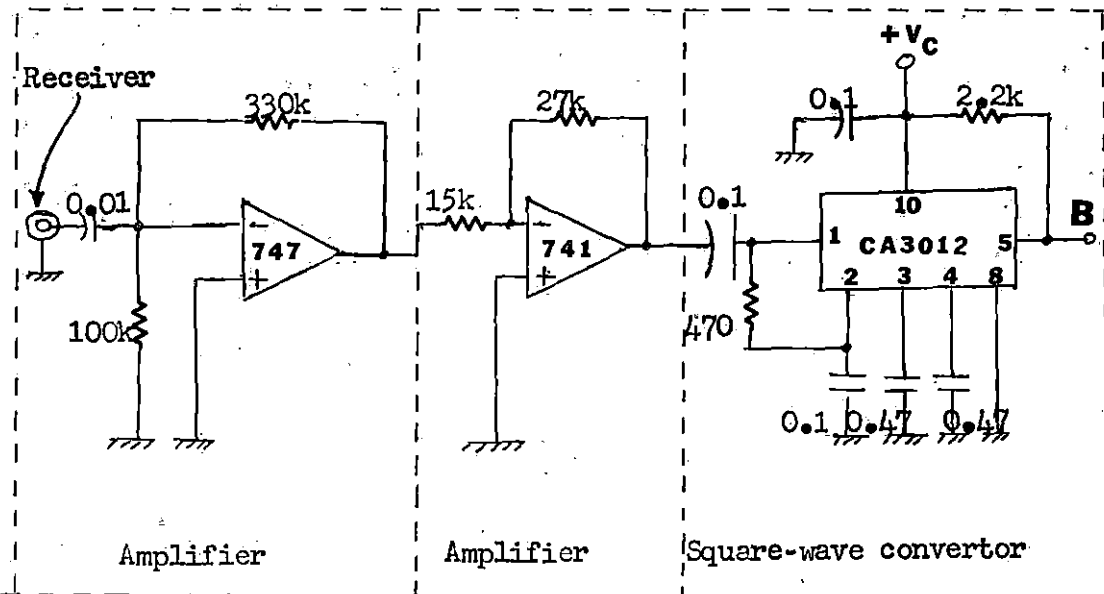 Receiver
0.01
330k
100k
747
-
+
Amplifier
15k
27k
741
-
+
Amplifier
+VC
0.1
2.2k
0.1
470
10
1
CA3012
5
B
2
3
4
8
0.1
0.47
0.47
Square-wave convertor